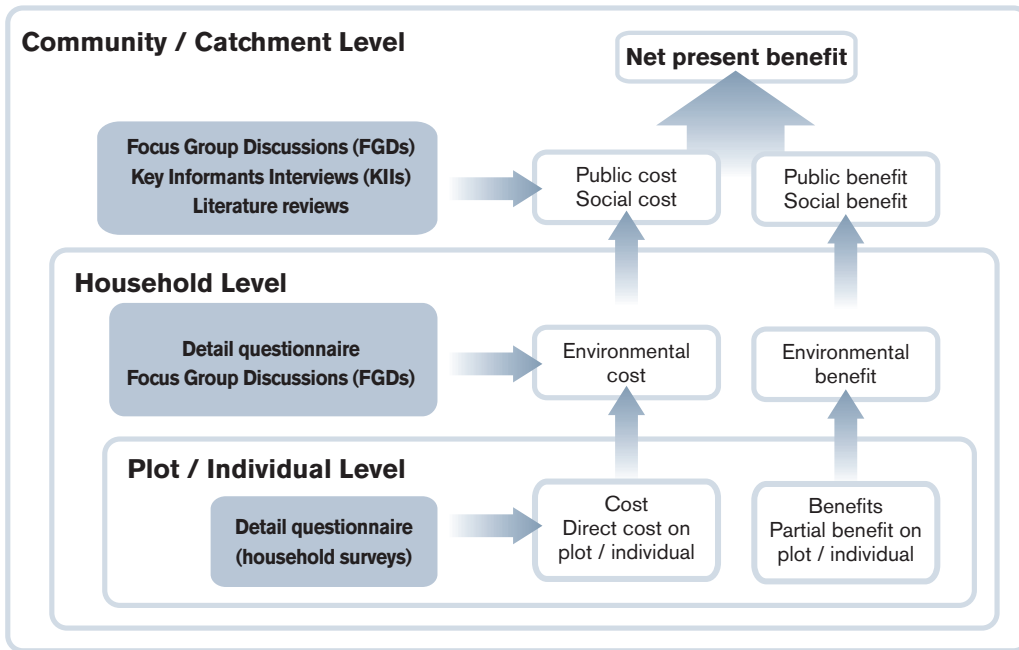 Community / Catchment Level
Net present benefit
Focus Group Discussions (FGDs)
Key Informants Interviews (KIIs)
Literature reviews
Public cost
Social cost
Public benefit
Social benefit
Household Level
Detail questionnaire
Focus Group Discussions (FGDs)
Environmental
cost
Environmental
benefit
Plot / Individual Level
Detail questionnaire
(household surveys)
Cost
Direct cost on
plot / individual
Benefits
Partial benefit on
plot / individual